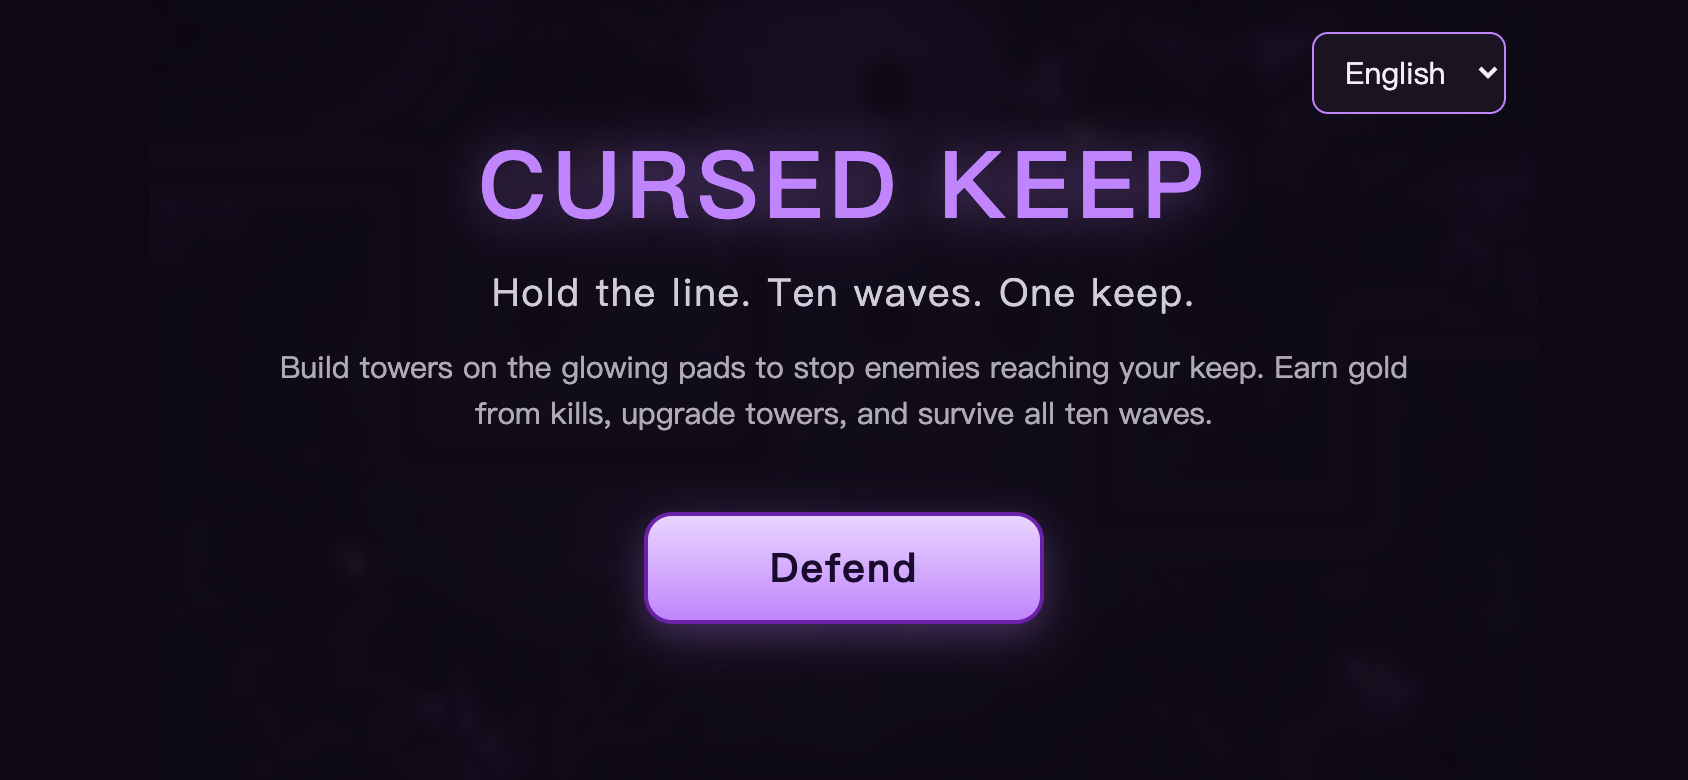 English
CURSED KEEP
Hold the line. Ten waves. One keep.
Build towers on the glowing pads to stop enemies reaching your keep. Earn gold
from kills, upgrade towers, and survive all ten waves.
Defend